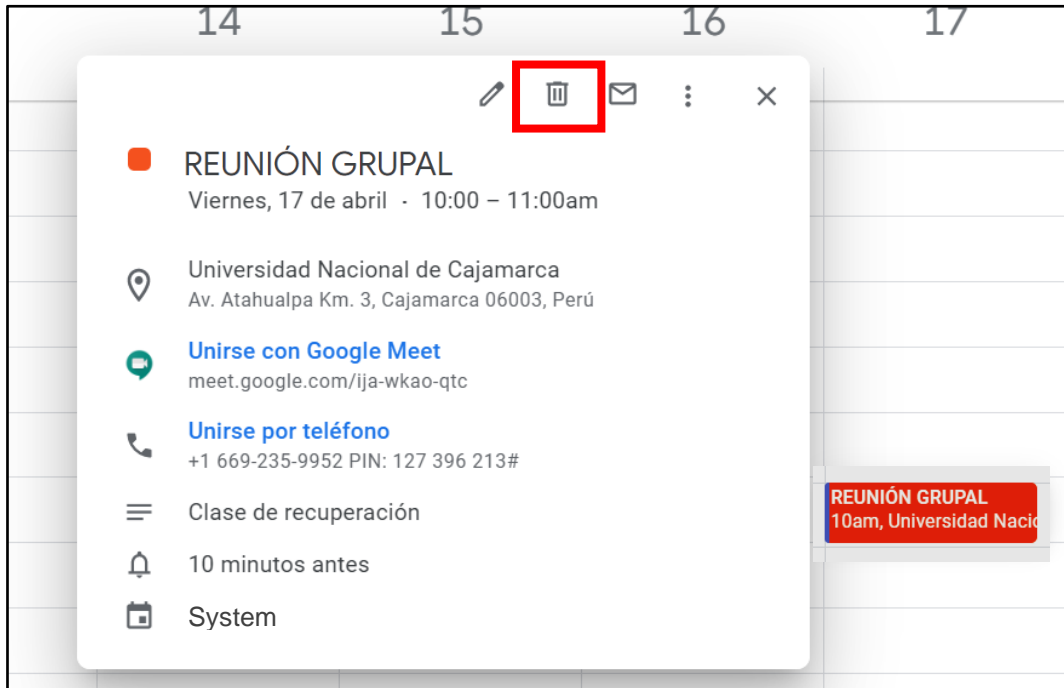 14 15 16 17
REUNIÓN GRUPAL
Viernes, 17 de abril · 10:00 – 11:00am
Universidad Nacional de Cajamarca
Av. Atahualpa Km. 3, Cajamarca 06003, Perú
Unirse con Google Meet
meet.google.com/ija-wkao-qtc
Unirse por teléfono
+1 669-235-9952 PIN: 127 396 213#
Clase de recuperación
10 minutos antes
System
REUNIÓN GRUPAL
10am, Universidad Nacio